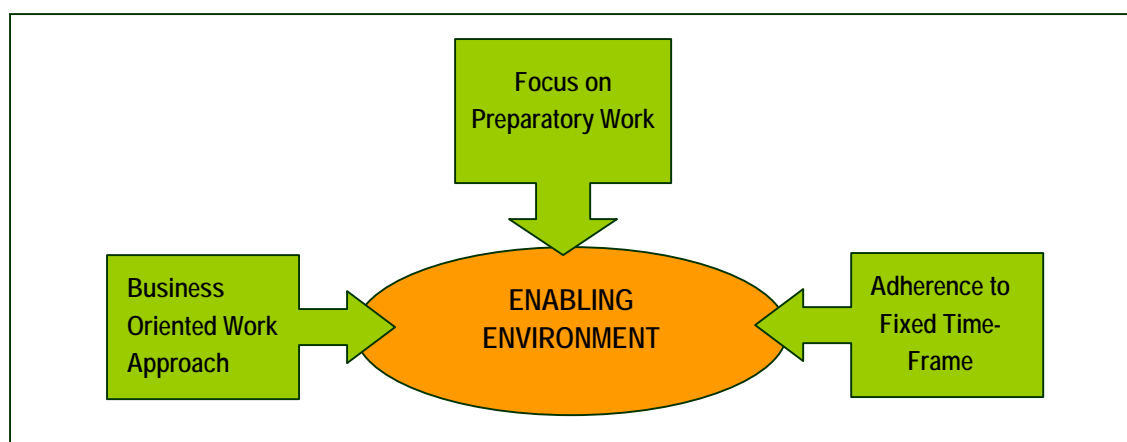 Focus on
Preparatory Work
Business
Oriented Work
Approach
ENABLING
ENVIRONMENT
Adherence to
Fixed Time-
Frame